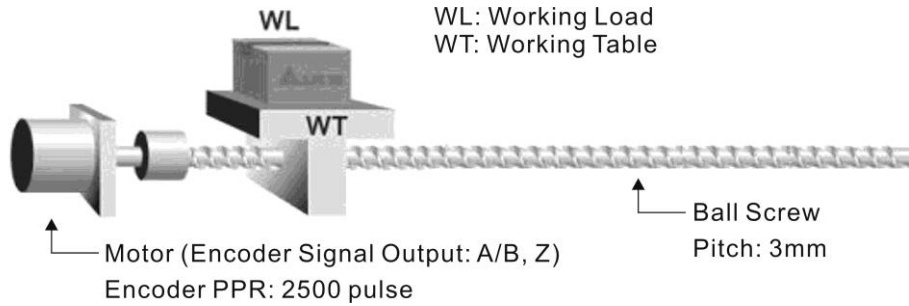 WL
WL: Working Load
WT: Working Table
WT
Ball Screw
Pitch: 3mm
Motor (Encoder Signal Output: A/B, Z)
Encoder PPR: 2500 pulse